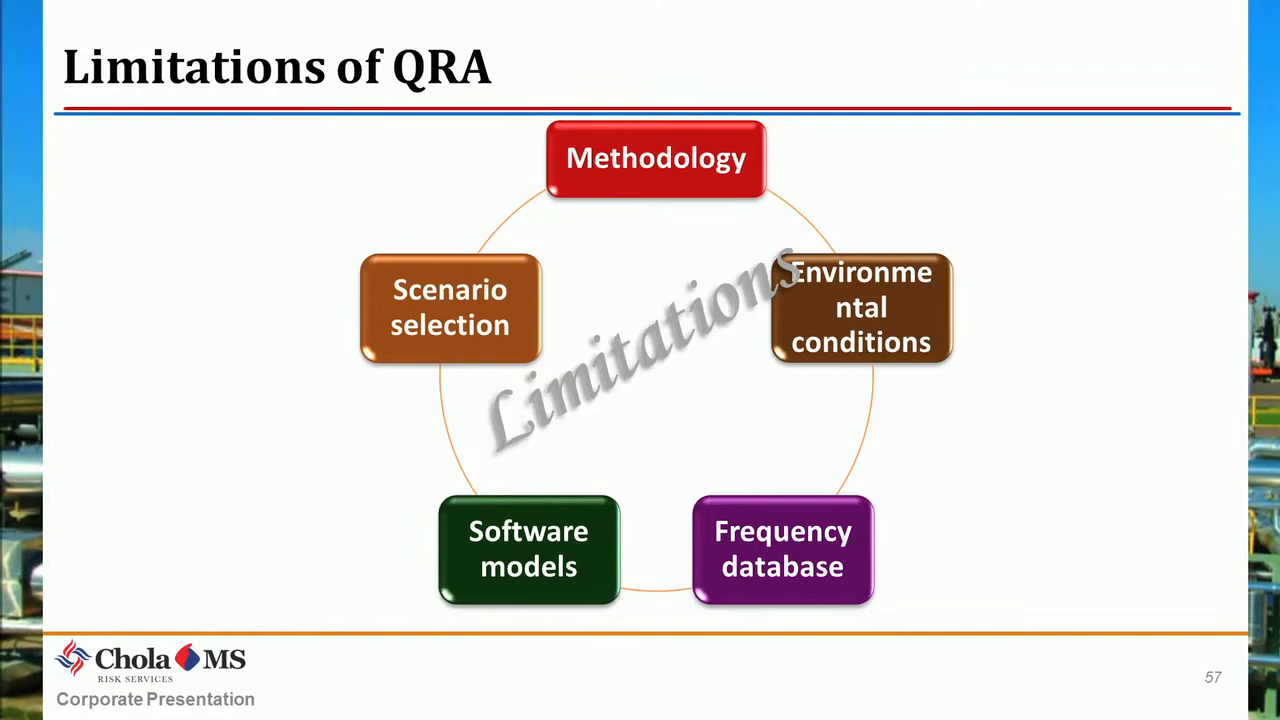 Limitations of QRA
Methodology
Scenario
selection
Environme
ntal
conditions
Limitations
Software
models
Frequency
database
Chola MS
RISK SERVICES
Corporate Presentation
57